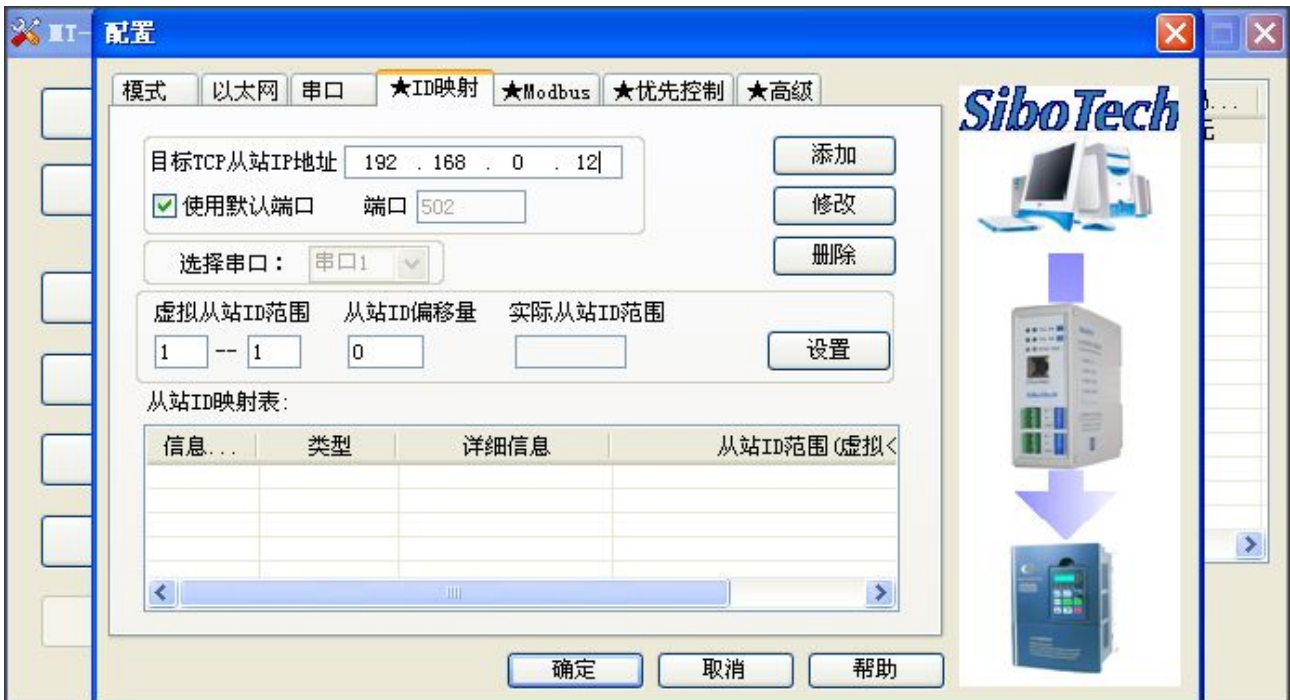 MT-
配置
模式 以太网 串口 ★ID映射 ★Modbus ★优先控制 ★高级
SiboTech
目标TCP从站IP地址 192 . 168 . 0 . 12
添加
使用默认端口 端口 502
修改
选择串口： 串口1
删除
虚拟从站ID范围 从站ID偏移量 实际从站ID范围
1 -- 1 0
设置
从站ID映射表:
信息... 类型 详细信息 从站ID范围(虚拟<
确定 取消 帮助